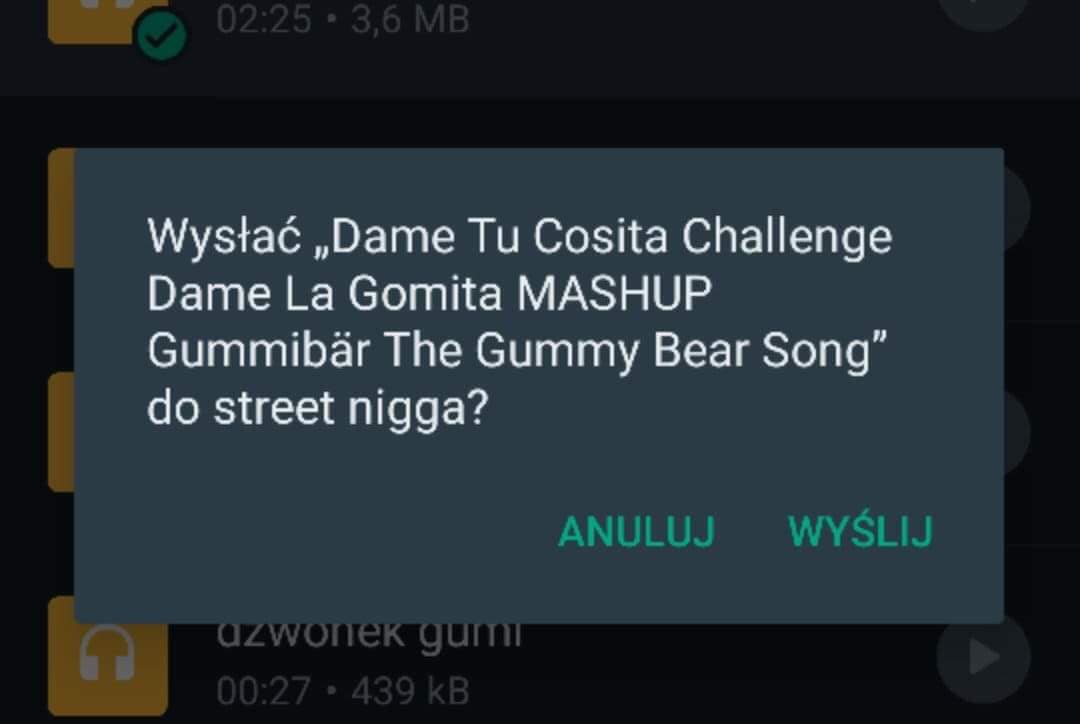 02:25 • 3,6 MB
Wysłać „Dame Tu Cosita Challenge
Dame La Gomita MASHUP
Gummibär The Gummy Bear Song”
do street nigga?
ANULUJ WYŚLIJ
dzwonek gumi
00:27 • 439 kB